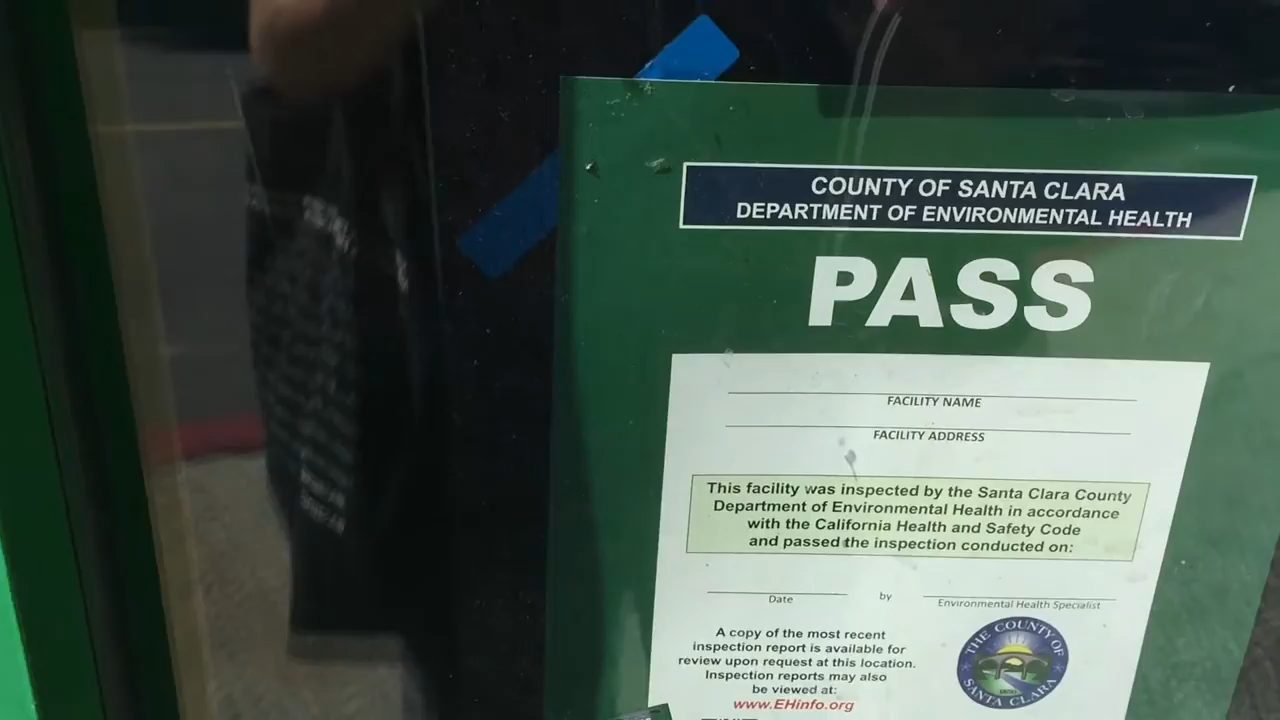 COUNTY OF SANTA CLARA
DEPARTMENT OF ENVIRONMENTAL HEALTH
PASS
FACILITY NAME
FACILITY ADDRESS
This facility was inspected by the Santa Clara County
Department of Environmental Health in accordance
with the California Health and Safety Code
and passed the inspection conducted on:
Date
by
Environmental Health Specialist
A copy of the most recent
inspection report is available for
review upon request at this location.
Inspection reports may also
be viewed at:
www.EHinfo.org
THE COUNTY OF
SANTA CLARA